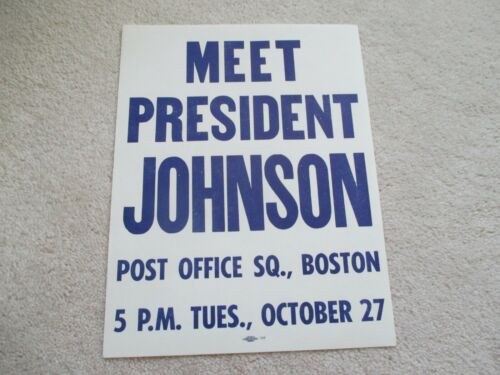 MEET
PRESIDENT
JOHNSON
POST OFFICE SQ., BOSTON
5 P.M. TUES., OCTOBER 27